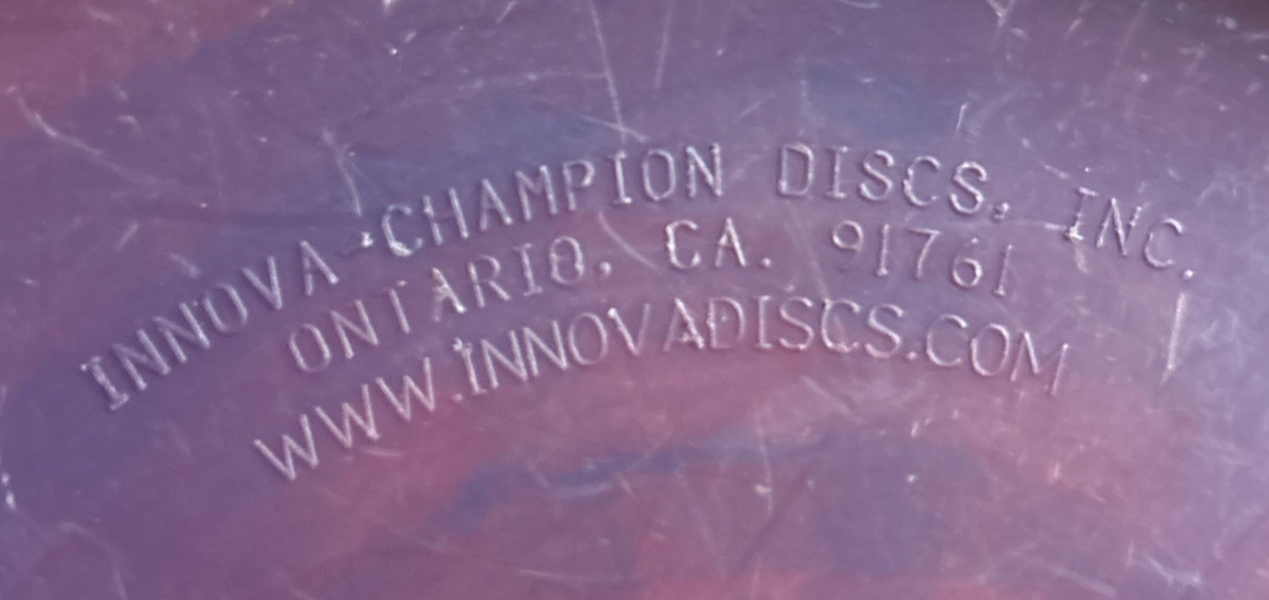 INNOVA-CHAMPION DISCS, INC.
ONTARIO, CA. 91761
WWW.INNOVADISCS.COM